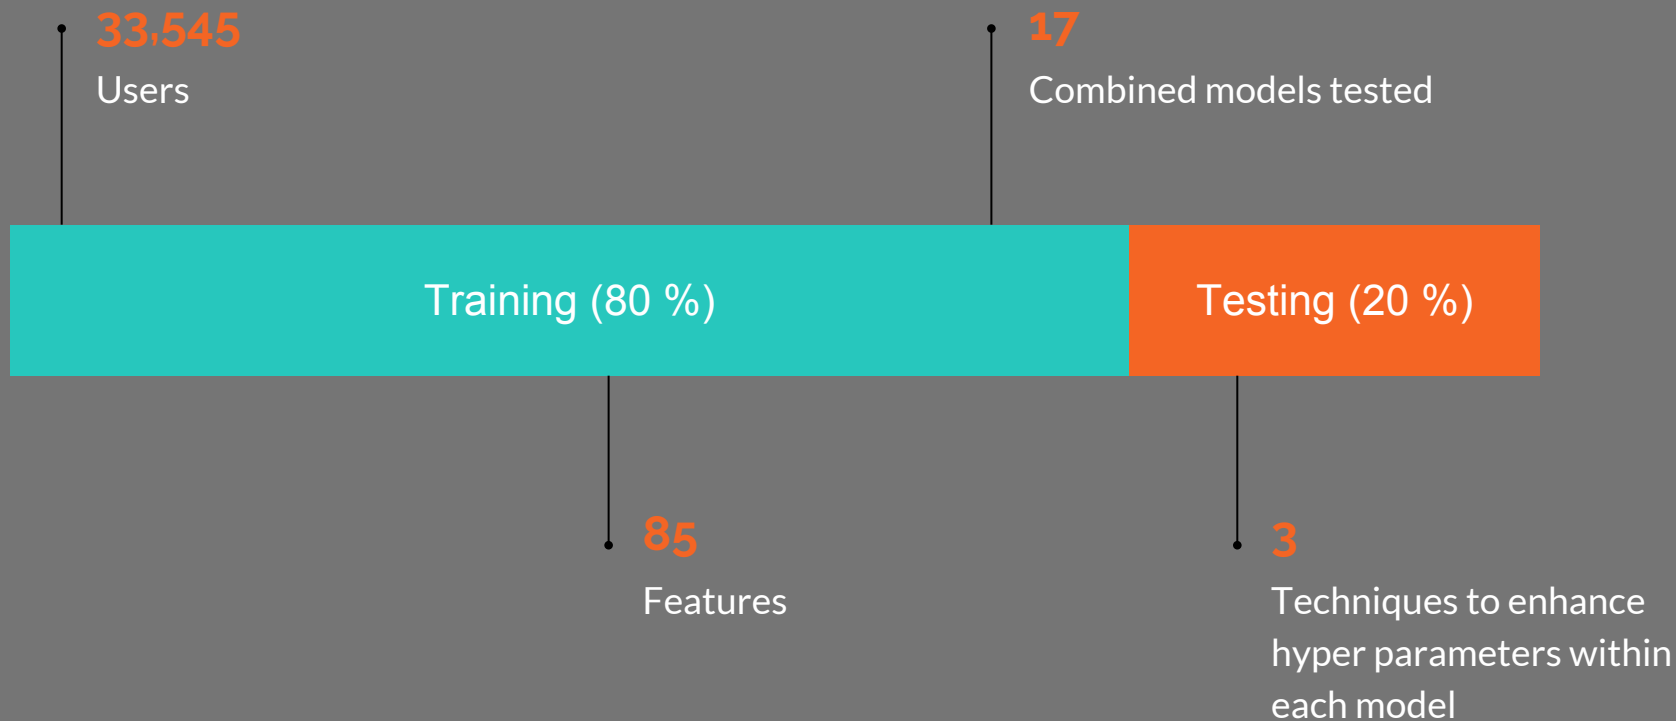 33,545
Users
17
Combined models tested
Training (80 %)
Testing (20 %)
85
Features
3
Techniques to enhance
hyper parameters within
each model